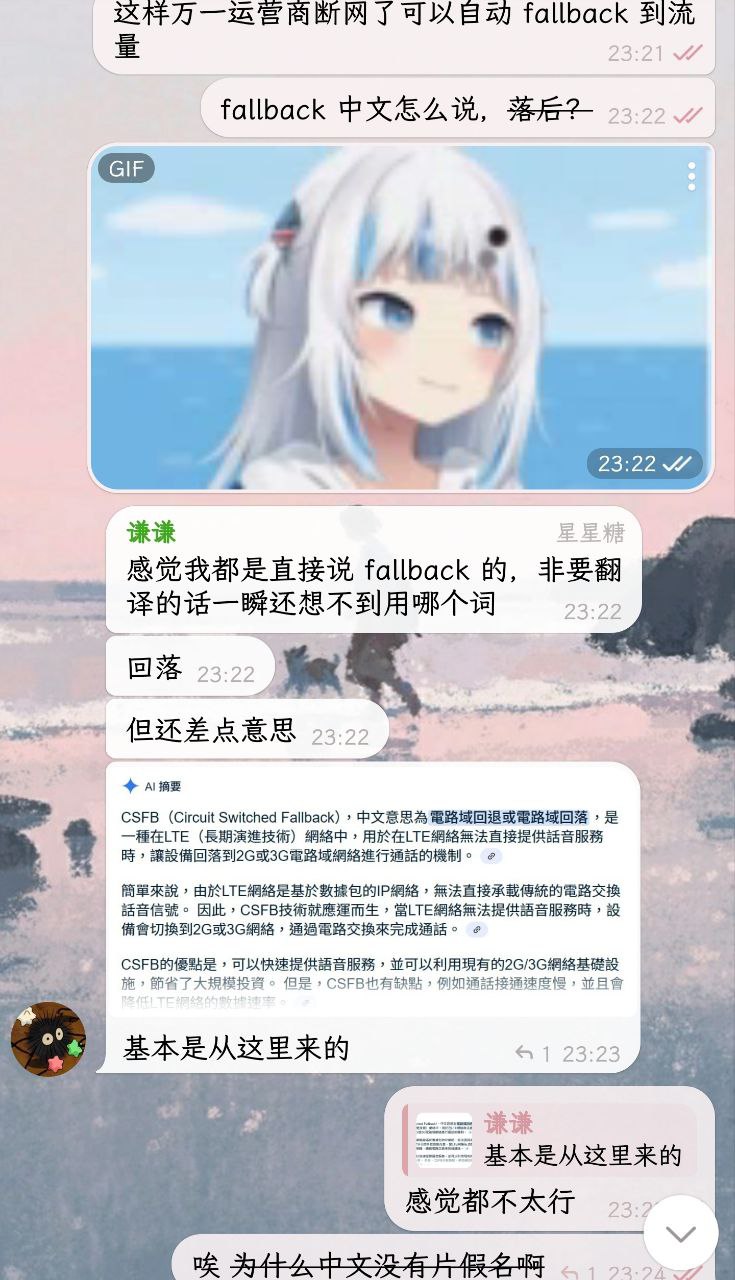 这样万一运营商断网了可以自动 fallback 到流
量
23:21
fallback 中文怎么说，落后？
23:22
GIF
23:22
谦谦
星星糖
感觉我都是直接说 fallback 的，非要翻
译的话一瞬还想不到用哪个词
23:22
回落 23:22
但还差点意思 23:22
AI 摘要
CSFB（Circuit Switched Fallback），中文意思為電路域回退或電路域回落，是
一種在LTE（長期演進技術）網絡中，用於在LTE網絡無法直接提供話音服務
時，讓設備回落到2G或3G電路域網絡進行通話的機制。
簡單來說，由於LTE網絡是基於數據包的IP網絡，無法直接承載傳統的電路交換
話音信號。 因此，CSFB技術就應運而生，當LTE網絡無法提供語音服務時，設
備會切換到2G或3G網絡，通過電路交換來完成通話。
CSFB的優點是，可以快速提供語音服務，並可以利用現有的2G/3G網絡基礎設
施，節省了大規模投資。 但是，CSFB也有缺點，例如通話接通速度慢，並且會
降低LTE網絡的數據速率。
基本是从这里来的
1 23:23
谦谦
基本是从这里来的
感觉都不太行
唉 为什么中文没有片假名啊
1 23:24